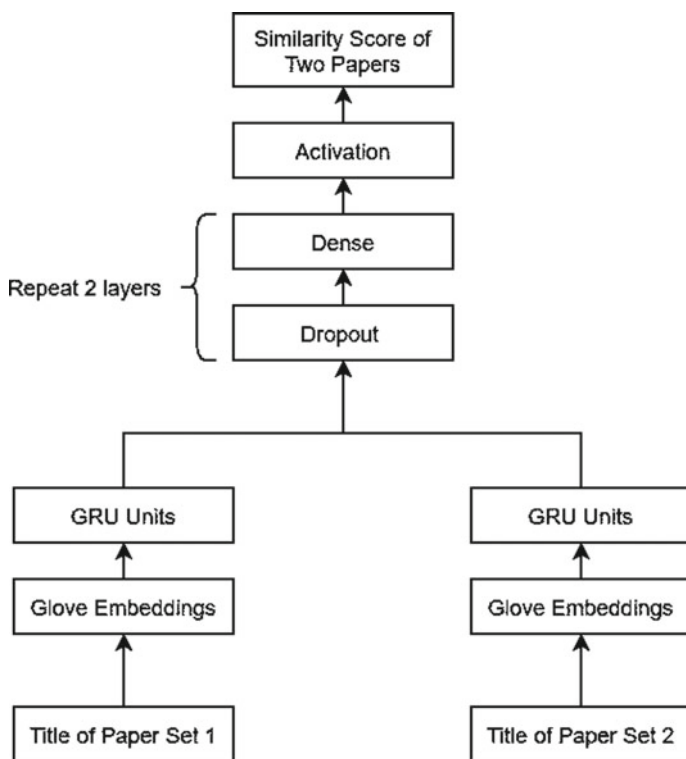 Similarity Score of
Two Papers
Activation
Dense
Repeat 2 layers
Dropout
GRU Units
GRU Units
Glove Embeddings
Glove Embeddings
Title of Paper Set 1
Title of Paper Set 2